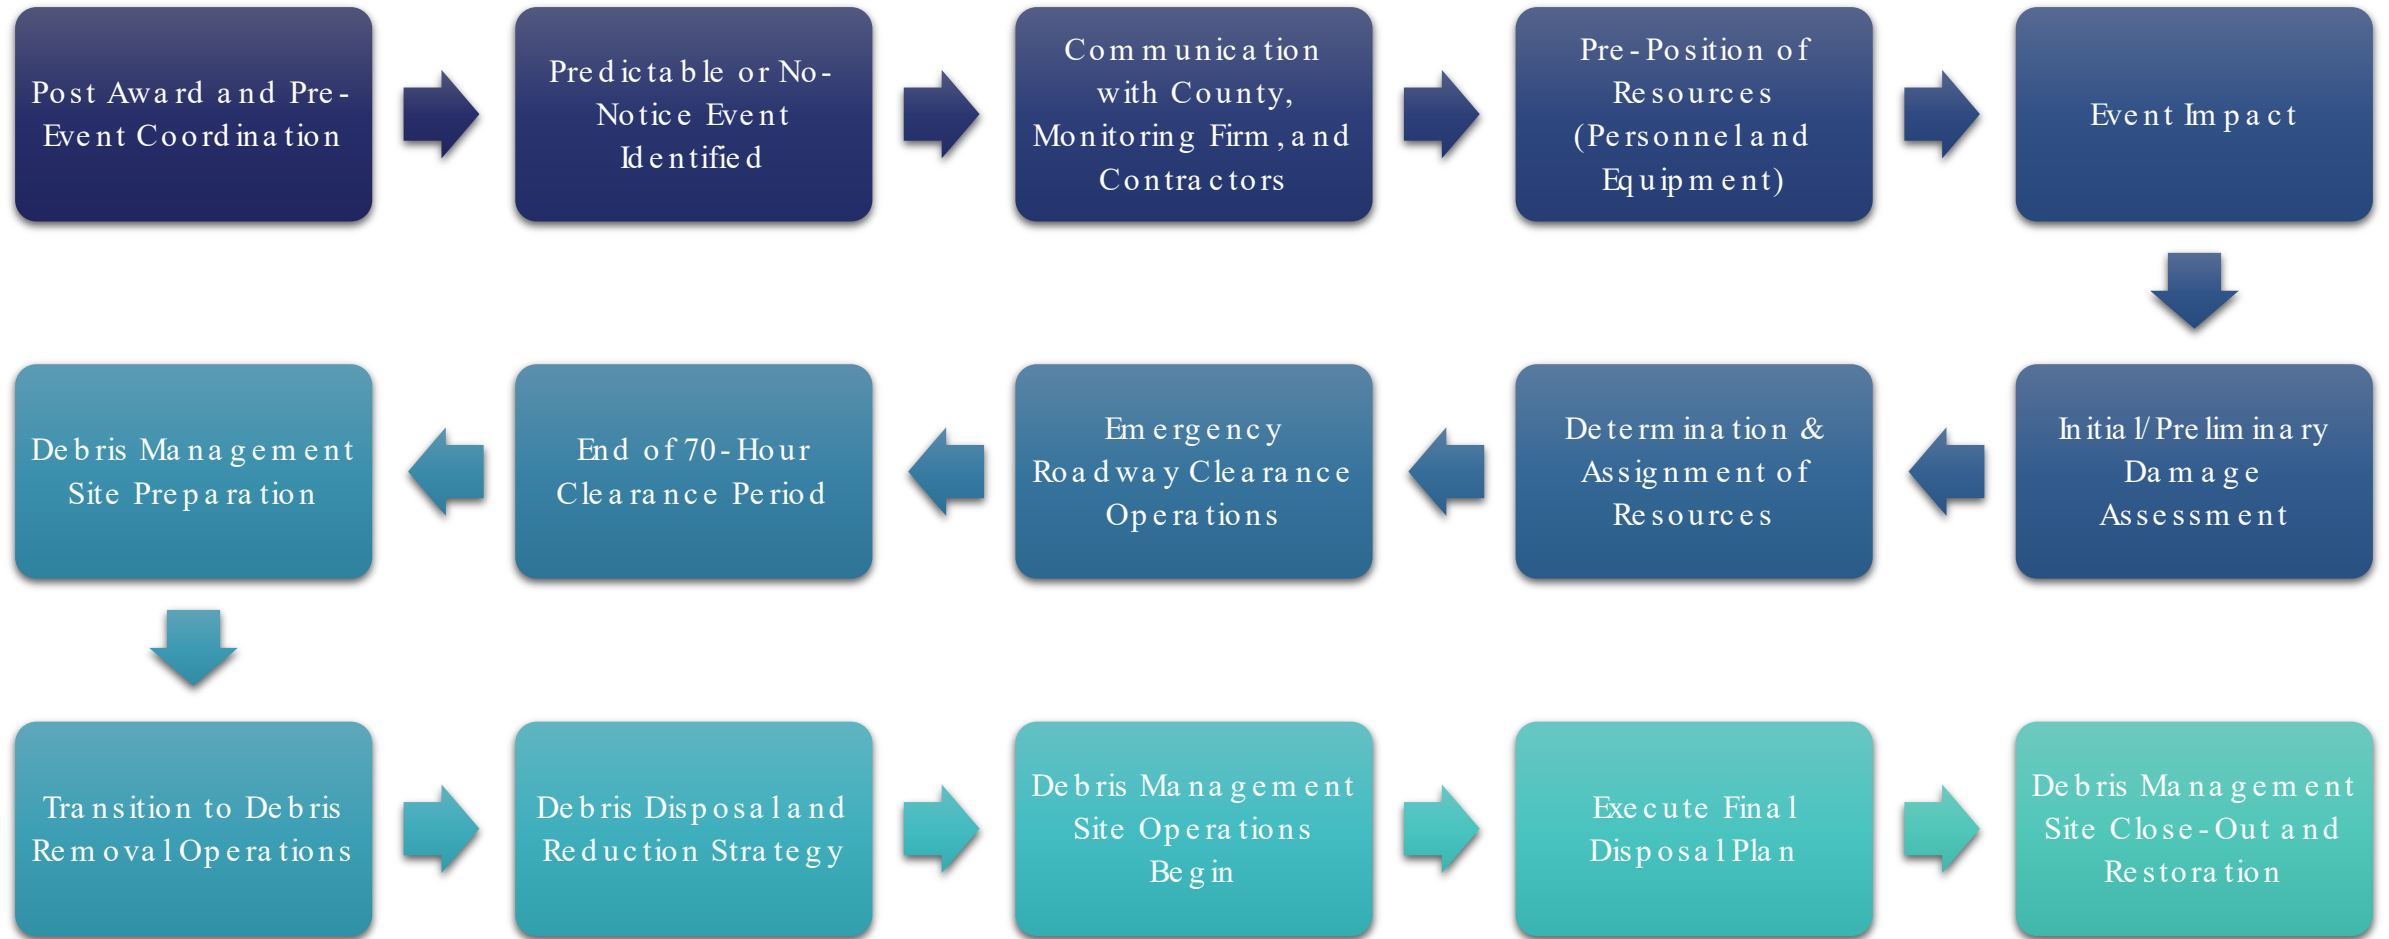 Post Award and Pre-
Event Coordination
Predictable or No-
Notice Event
Identified
Communication
with County,
Monitoring Firm, and
Contractors
Pre-Position of
Resources
(Personnel and
Equipment)
Event Impact
Initial/Preliminary
Damage
Assessment
Determination &
Assignment of
Resources
Emergency
Roadway Clearance
Operations
End of 70-Hour
Clearance Period
Debris Management
Site Preparation
Transition to Debris
Removal Operations
Debris Disposal and
Reduction Strategy
Debris Management
Site Operations
Begin
Execute Final
Disposal Plan
Debris Management
Site Close-Out and
Restoration